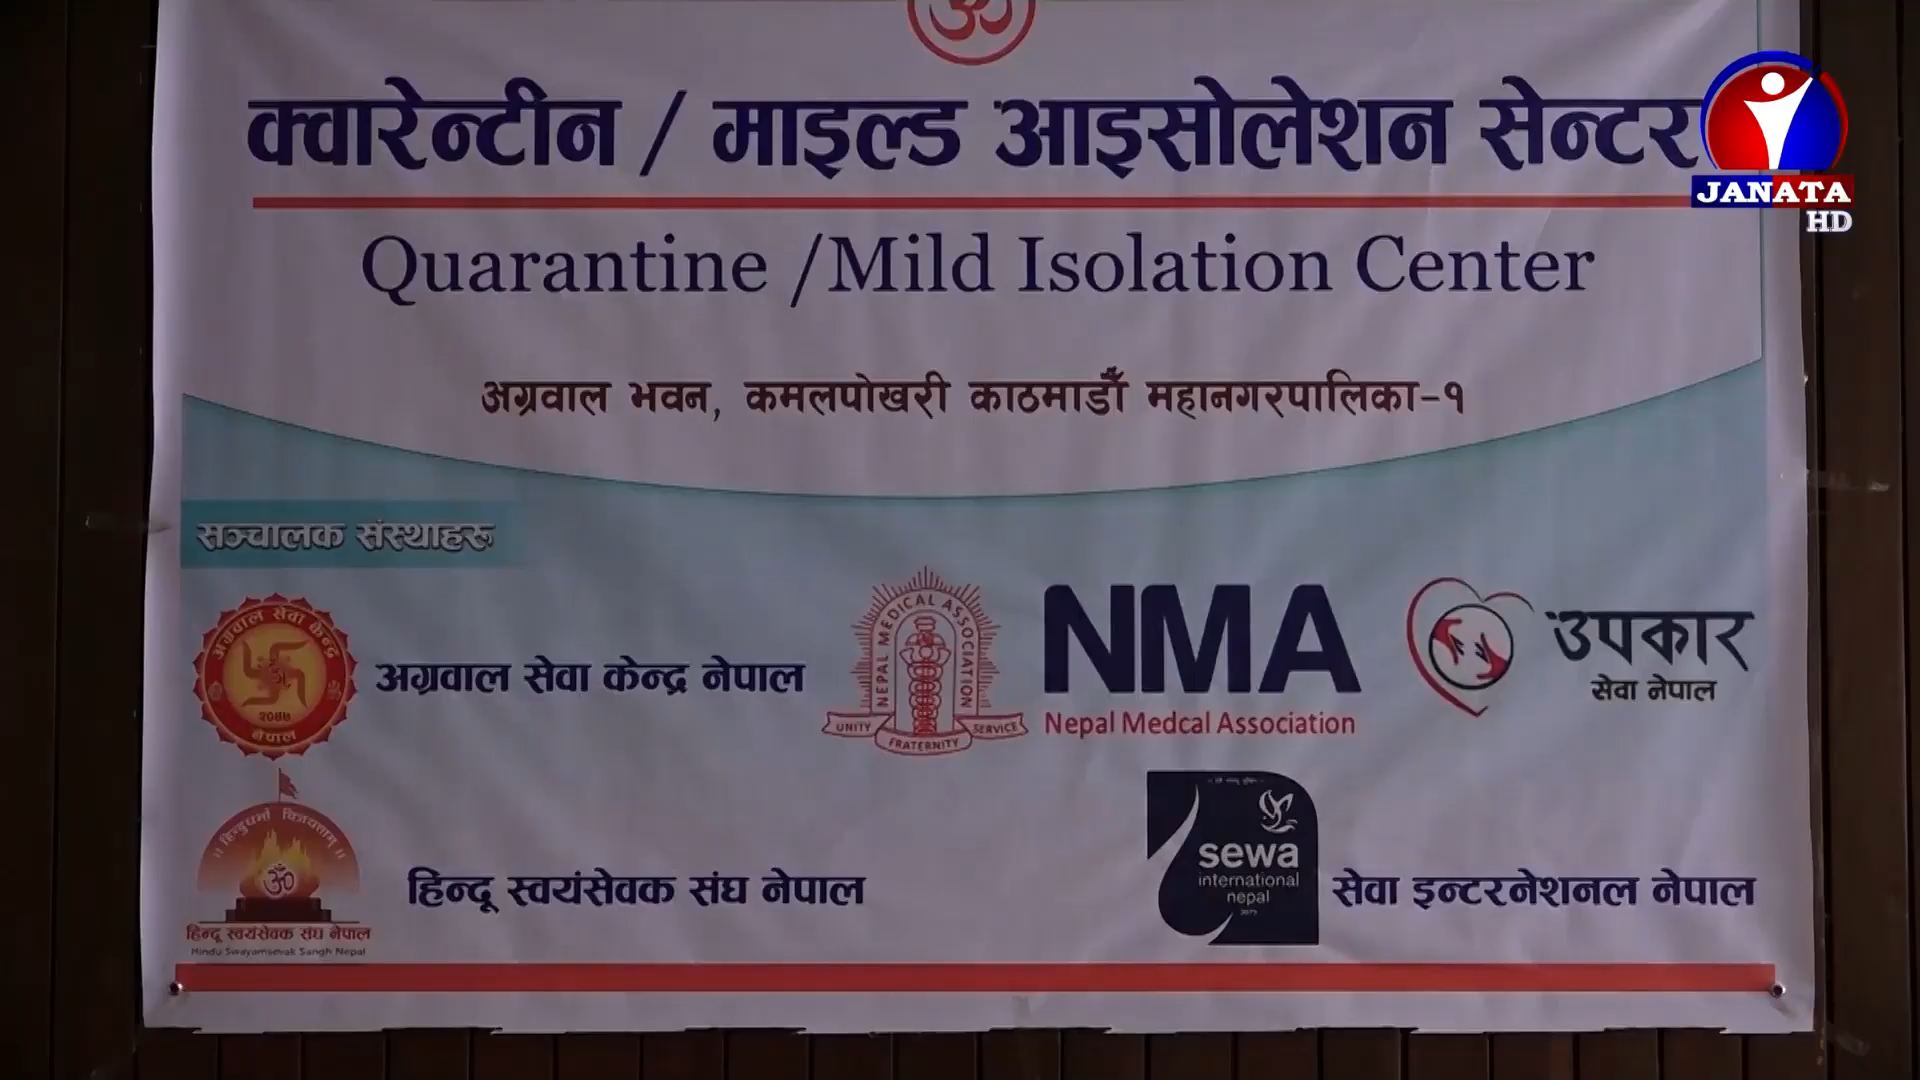 ॐ
क्वारेन्टीन / माइल्ड आइसोलेशन सेन्टर
JANATA
HD
Quarantine /Mild Isolation Center
अग्रवाल भवन, कमलपोखरी काठमाडौँ महानगरपालिका-१
सञ्चालक संस्थाहरु
अग्रवाल सेवा केन्द्र
नेपाल
अग्रवाल सेवा केन्द्र नेपाल
NEPAL MEDICAL ASSOCIATION
UNITY
FRATERNITY
SERVICE
NMA
Nepal Medcal Association
उपकार
सेवा नेपाल
ॐ
हिन्दू स्वयंसेवक संघ नेपाल
Hindu Swayamsevak Sangh Nepal
हिन्दू स्वयंसेवक संघ नेपाल
sewa
international
nepal
सेवा इन्टरनेशनल नेपाल